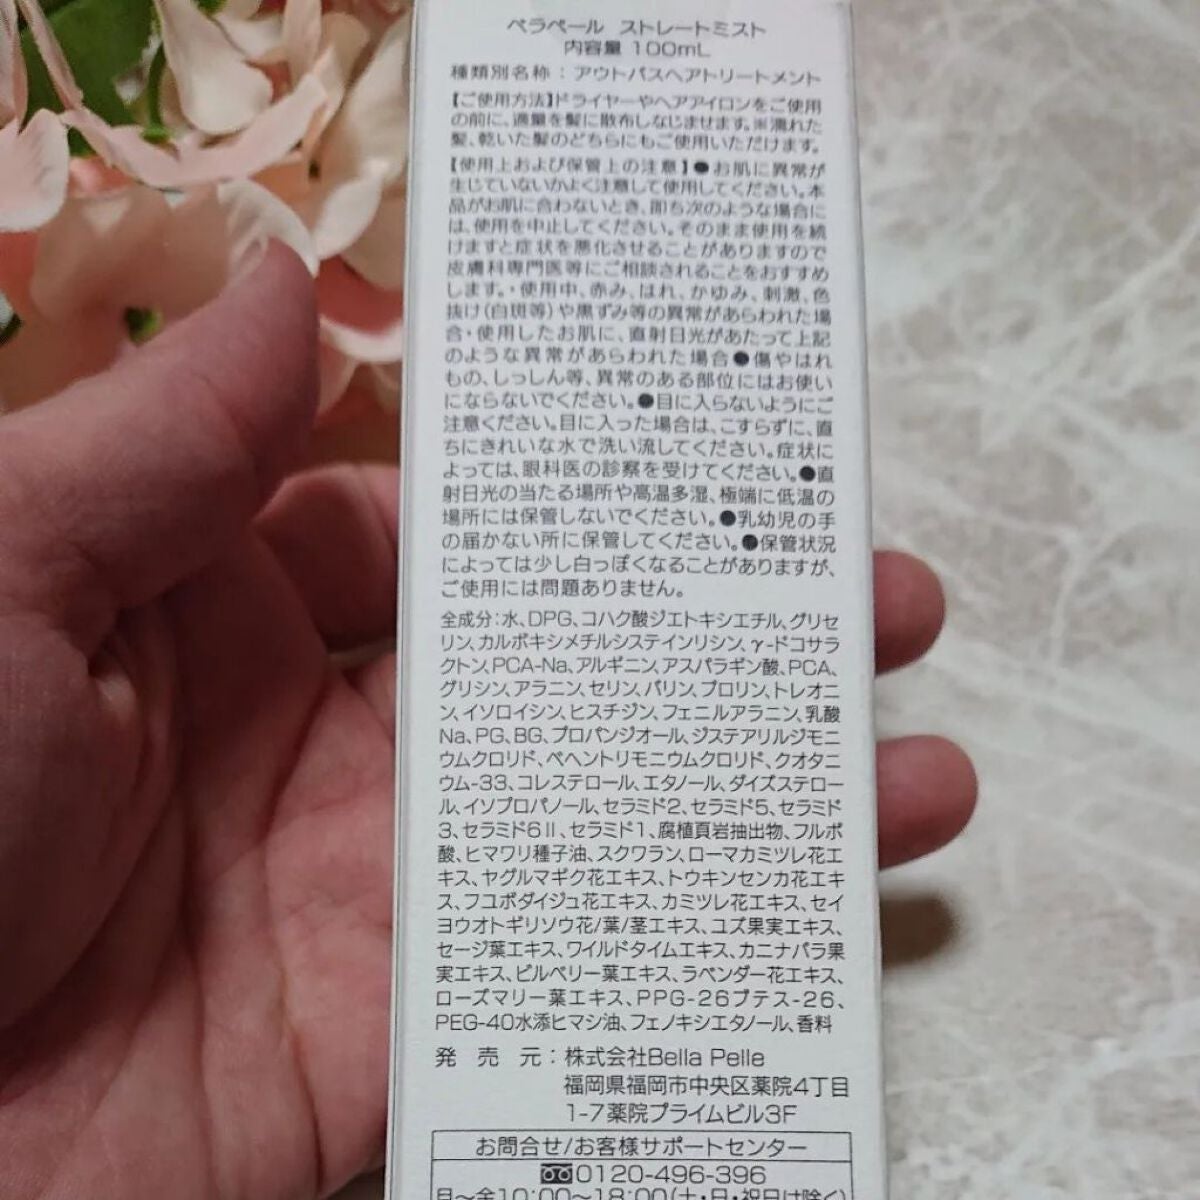 ベラペール ストレートミスト
内容量 100mL
種類別名称：アウトバスヘアトリートメント
【ご使用方法】ドライヤーやヘアアイロンをご使用
の前に、適量を髪に散布しなじませます。※濡れた
髪、乾いた髪のどちらにもご使用いただけます。
【使用上および保管上の注意】●お肌に異常が
生じていないかよく注意して使用してください。本
品がお肌に合わないとき、即ち次のような場合に
は、使用を中止してください。そのまま使用を続
けますと症状を悪化させることがありますので
皮膚科専門医等にご相談されることをおすすめ
します。・使用中、赤み、はれ、かゆみ、刺激、色
抜け(白斑等)や黒ずみ等の異常があらわれた場
合・使用したお肌に、直射日光があたって上記
のような異常があらわれた場合●傷やはれ
もの、しっしん等、異常のある部位にはお使い
にならないでください。●目に入らないようにご
注意ください。目に入った場合は、こすらずに、直
ちにきれいな水で洗い流してください。症状に
よっては、眼科医の診察を受けてください。●直
射日光の当たる場所や高温多湿、極端に低温の
場所には保管しないでください。●乳幼児の手
の届かない所に保管してください。●保管状況
によっては少し白っぽくなることがありますが、
ご使用には問題ありません。
全成分：水、DPG、コハク酸ジエトキシエチル、グリセ
リン、カルボキシメチルシステインリシン、γ-ドコサラ
クトン、PCA-Na、アルギニン、アスパラギン酸、PCA、
グリシン、アラニン、セリン、バリン、プロリン、トレオニ
ン、イソロイシン、ヒスチジン、フェニルアラニン、乳酸
Na、PG、BG、プロパンジオール、ジステアリルジモニ
ウムクロリド、ベヘントリモニウムクロリド、クオタニ
ウム-33、コレステロール、エタノール、ダイズステロー
ル、イソプロパノール、セラミド2、セラミド5、セラミド
3、セラミド6Ⅱ、セラミド1、腐植頁岩抽出物、フルボ
酸、ヒマワリ種子油、スクワラン、ローマカミツレ花エ
キス、ヤグルマギク花エキス、トウキンセンカ花エキ
ス、フユボダイジュ花エキス、カミツレ花エキス、セイ
ヨウオトギリソウ花/葉/茎エキス、ユズ果実エキス、
セージ葉エキス、ワイルドタイムエキス、カニナバラ果
実エキス、ビルベリー葉エキス、ラベンダー花エキス、
ローズマリー葉エキス、PPG-26ブテス-26、
PEG-40水添ヒマシ油、フェノキシエタノール、香料
発売元：株式会社Bella Pelle
福岡県福岡市中央区薬院4丁目
1-7薬院プライムビル3F
お問合せ/お客様サポートセンター
0120-496-396
月～金10:00～18:00(土・日・祝日は除く)